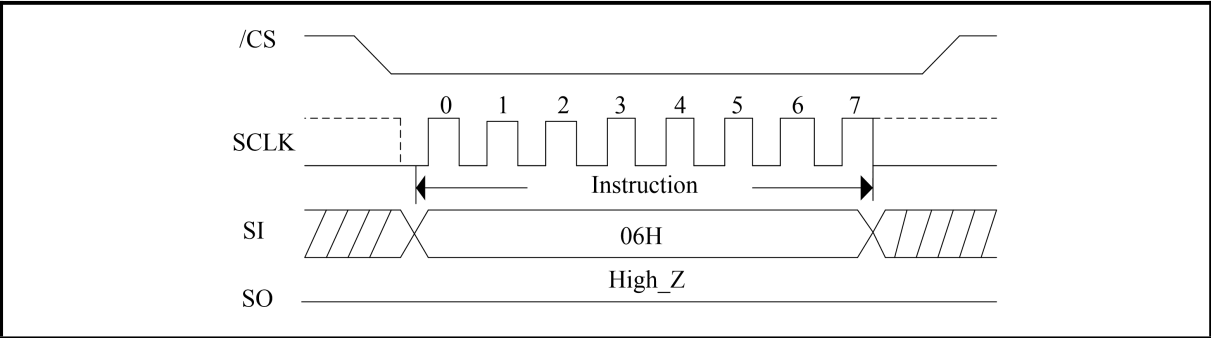 /CS
0 1 2 3 4 5 6 7
SCLK
Instruction
SI
06H
High_Z
SO